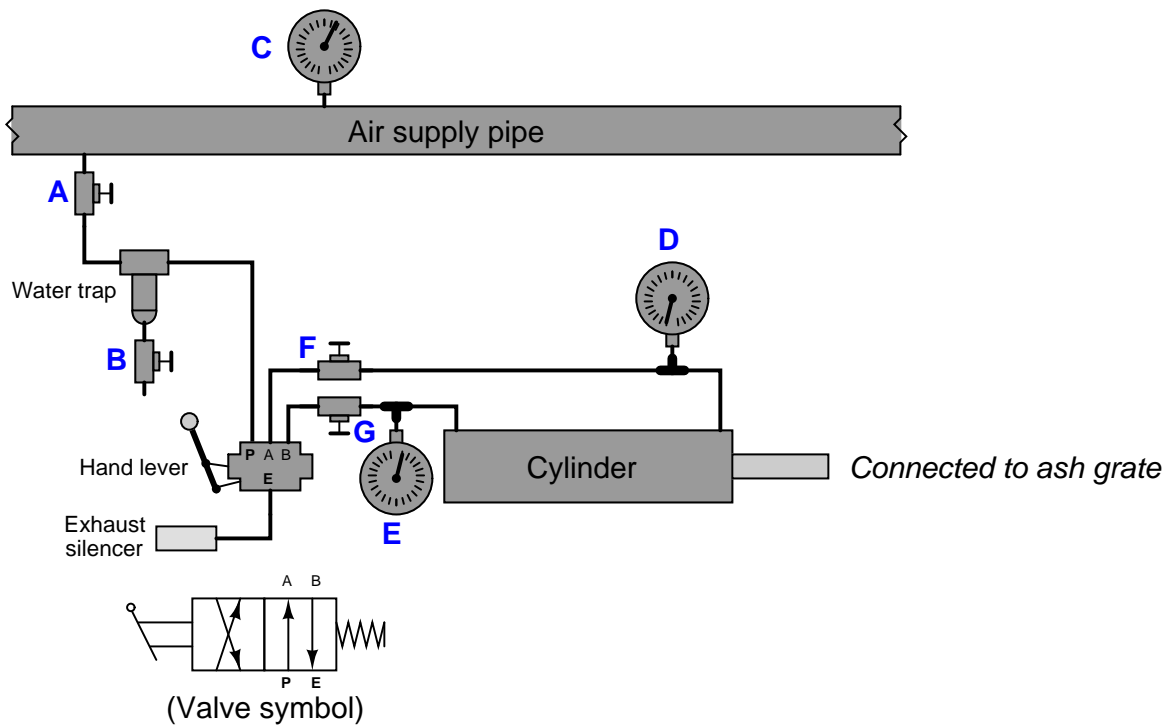 C
Air supply pipe
A
D
Water trap
F
B
G
P A B
Hand lever
E
Cylinder
Connected to ash grate
Exhaust
silencer
E
A B
P E
(Valve symbol)